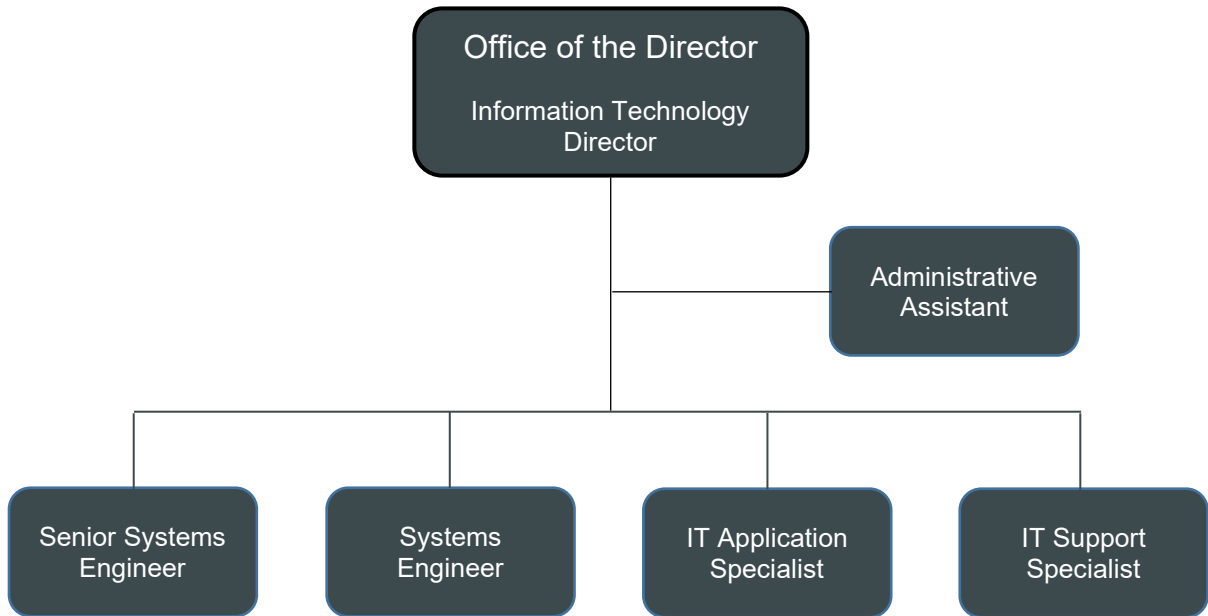 Office of the Director
Information Technology
Director
Administrative
Assistant
Senior Systems
Engineer
Systems
Engineer
IT Application
Specialist
IT Support
Specialist